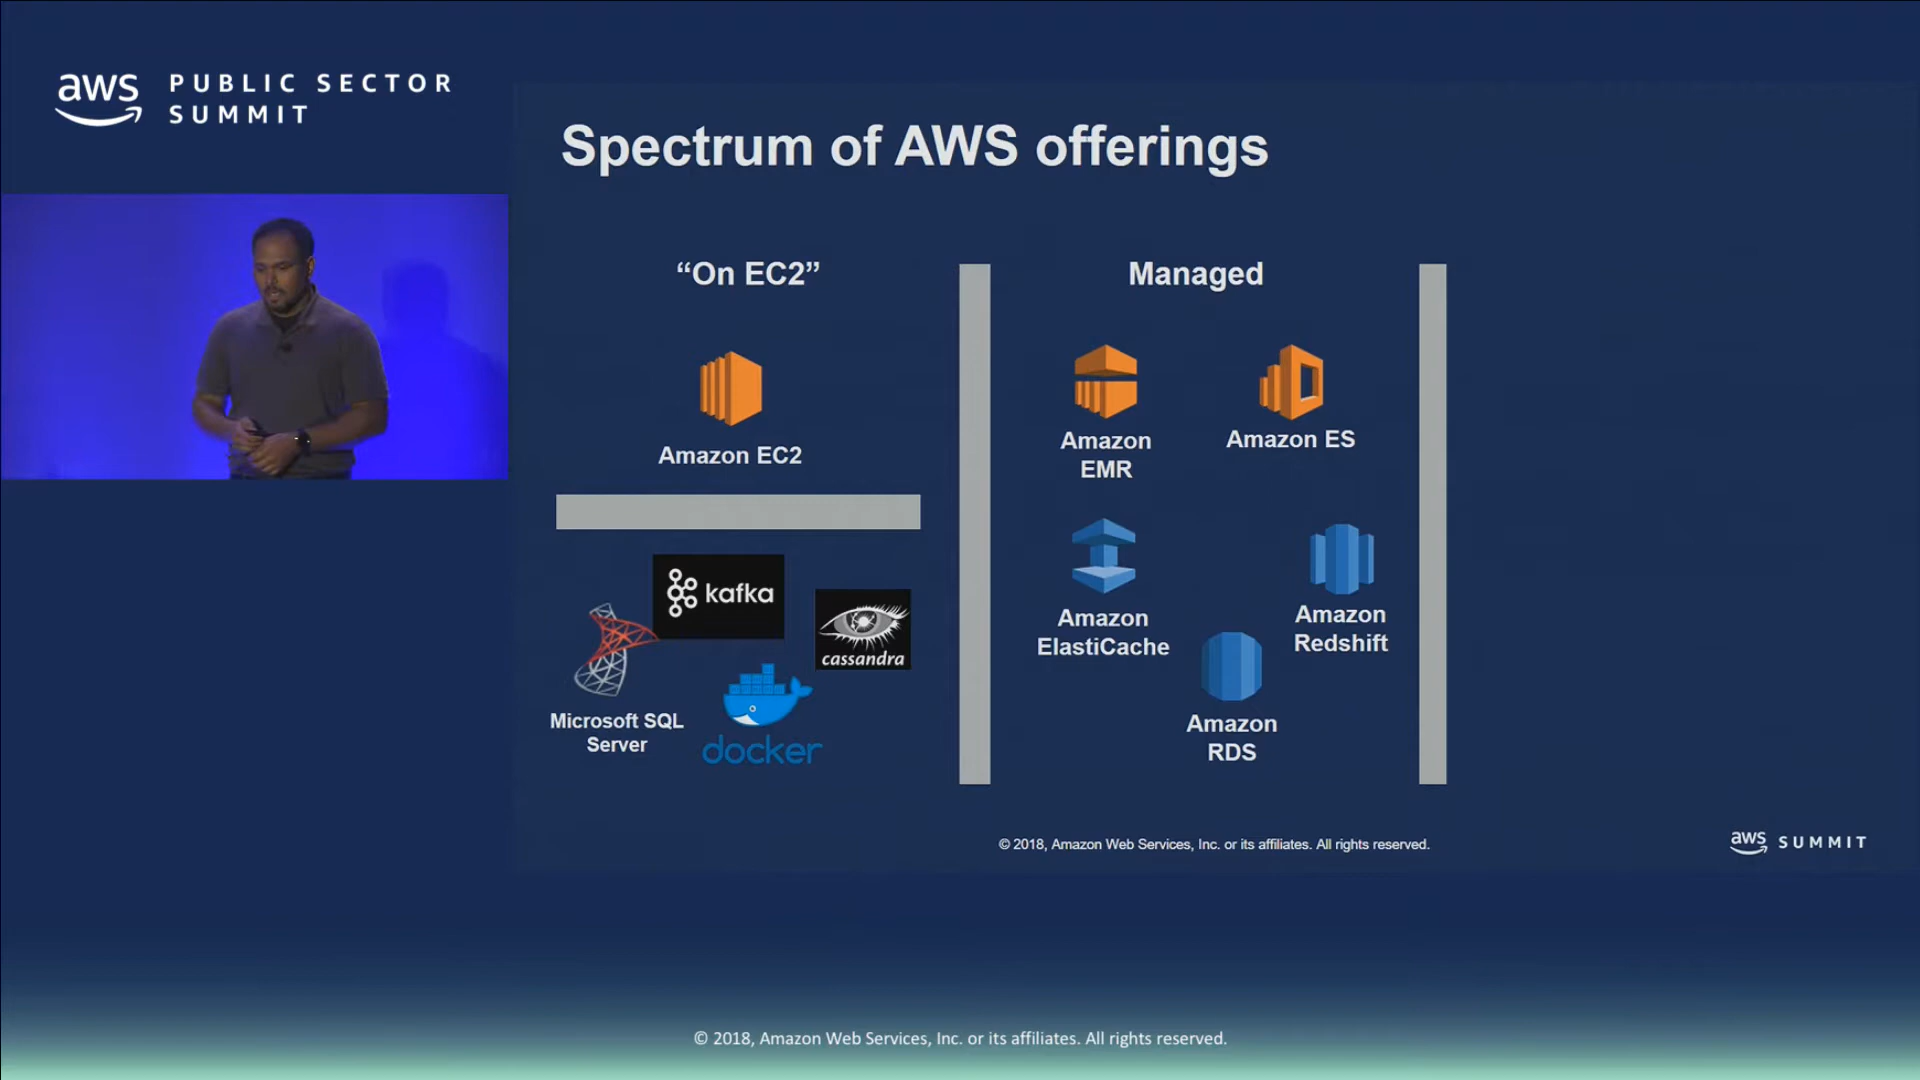 aws PUBLIC SECTOR
SUMMIT
Spectrum of AWS offerings
“On EC2”
Amazon EC2
kafka
cassandra
Microsoft SQL
Server
docker
Managed
Amazon
EMR
Amazon ES
Amazon
ElastiCache
Amazon
Redshift
Amazon
RDS
© 2018, Amazon Web Services, Inc. or its affiliates. All rights reserved.
aws SUMMIT
© 2018, Amazon Web Services, Inc. or its affiliates. All rights reserved.